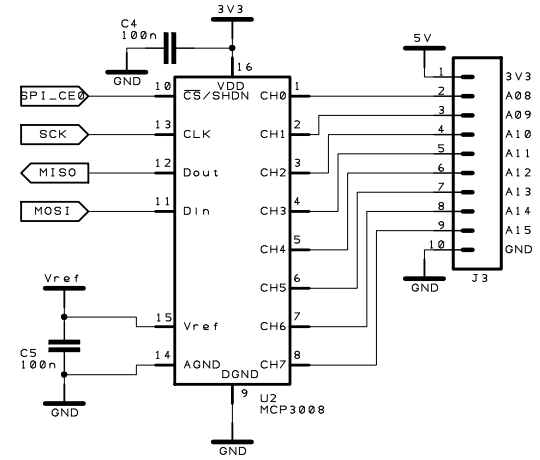 C4
100n
3V3
5V
GND
16
VDD
SPI_CE0
10
CS/SHDN
CH0
1
SCK
13
CLK
CH1
2
MISO
12
Dout
CH2
3
MOSI
11
DIn
CH3
4
CH4
5
CH5
6
Vref
15
Vref
CH6
7
C5
100n
14
AGND
CH7
8
DGND
9
GND
U2
MCP3008
GND
1
3V3
2
A08
3
A09
4
A10
5
A11
6
A12
7
A13
8
A14
9
A15
10
GND
GND
J3